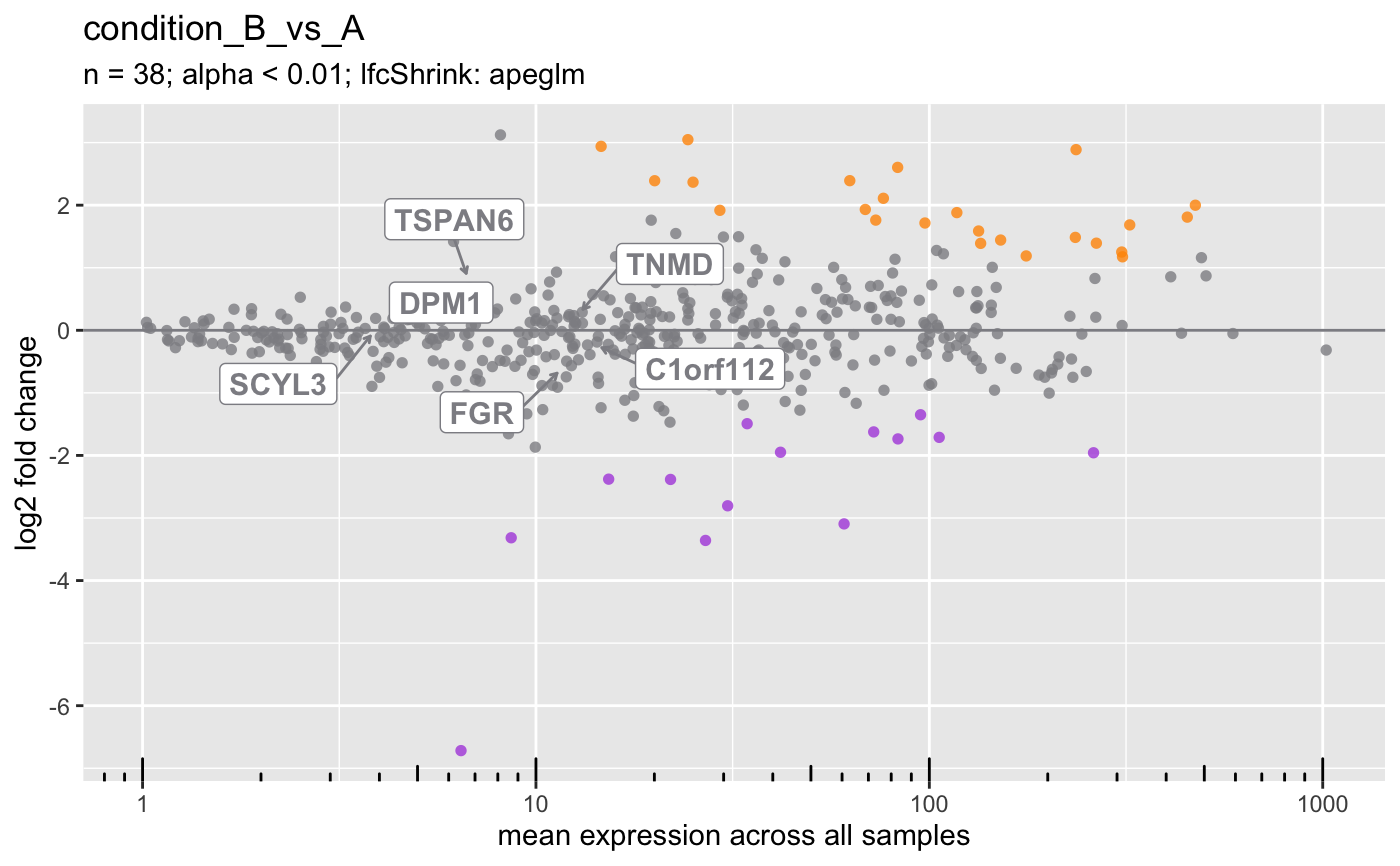 condition_B_vs_A
n = 38; alpha < 0.01; lfcShrink: apeglm
log2 fold change
2
0
-2
-4
-6
TSPAN6
TNMD
DPM1
SCYL3
C1orf112
FGR
1
10
100
1000
mean expression across all samples